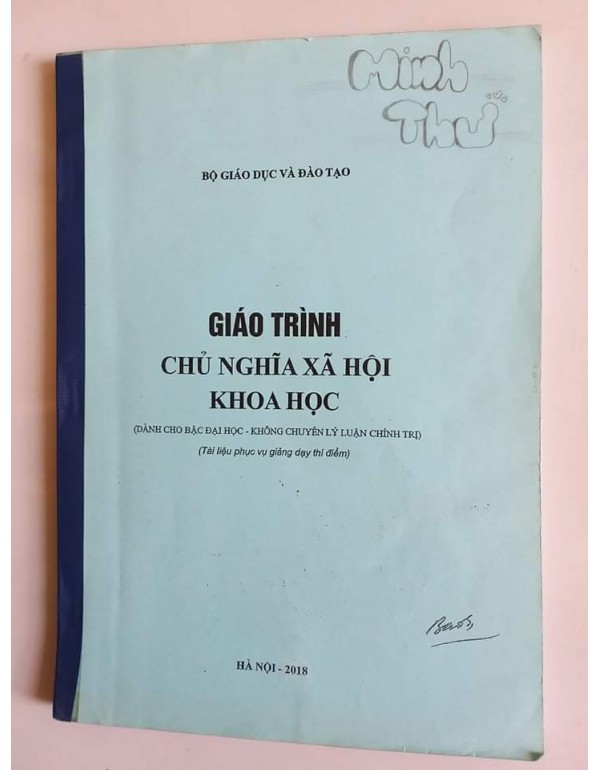 Minh
Thư
BỘ GIÁO DỤC VÀ ĐÀO TẠO
GIÁO TRÌNH
CHỦ NGHĨA XÃ HỘI
KHOA HỌC
(DÀNH CHO BẬC ĐẠI HỌC - KHÔNG CHUYÊN LÝ LUẬN CHÍNH TRỊ)
(Tài liệu phục vụ giảng dạy thí điểm)
HÀ NỘI - 2018